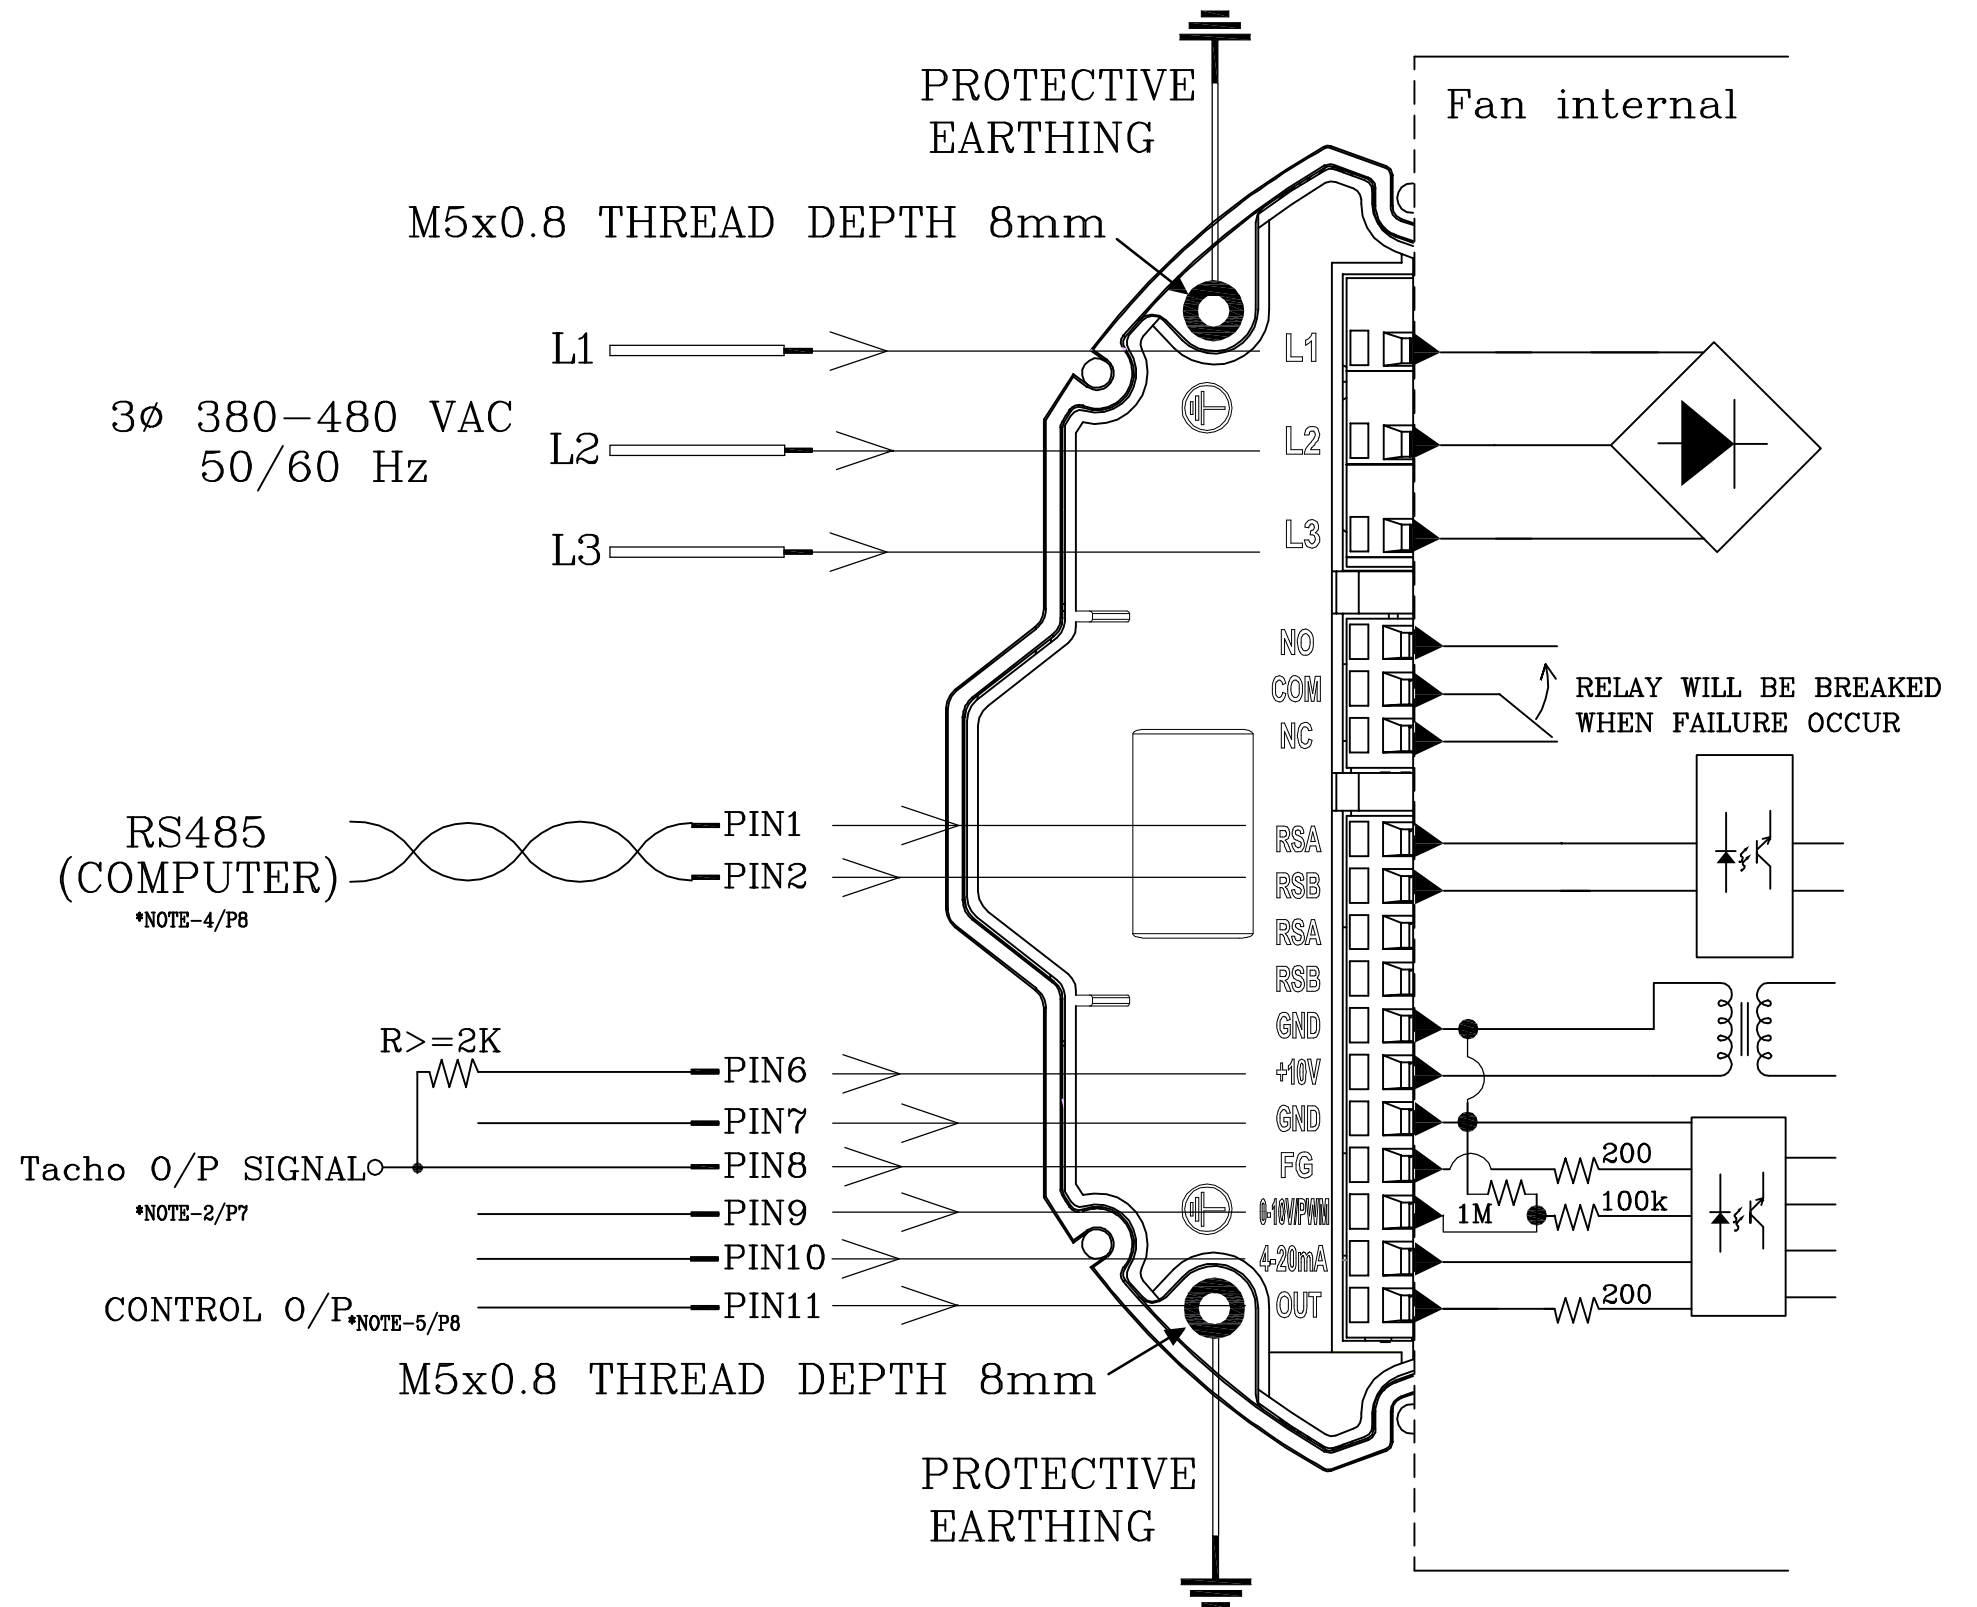 PROTECTIVE
EARTHING
Fan internal
M5x0.8 THREAD DEPTH 8mm
3ø 380-480 VAC
50/60 Hz
L1
L2
L3
L1
L2
L3
NO
COM
NC
RELAY WILL BE BREAKED
WHEN FAILURE OCCUR
RS485
(COMPUTER)
*NOTE-4/P8
PIN1
PIN2
RSA
RSB
RSA
RSB
GND
+10V
GND
FG
0-10V/PWM
4-20mA
OUT
R>=2K
PIN6
PIN7
PIN8
PIN9
PIN10
PIN11
Tacho O/P SIGNAL
*NOTE-2/P7
CONTROL O/P *NOTE-5/P8
200
100k
1M
200
M5x0.8 THREAD DEPTH 8mm
PROTECTIVE
EARTHING